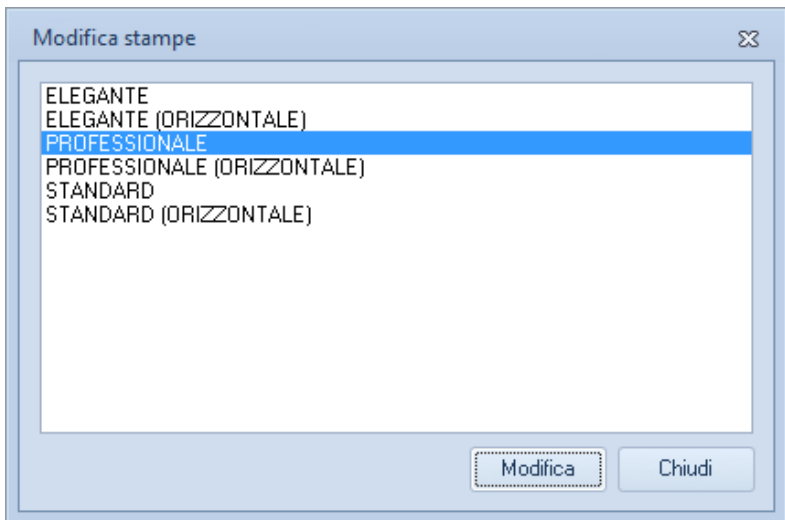 Modifica stampe
ELEGANTE
ELEGANTE (ORIZZONTALE)
PROFESSIONALE
PROFESSIONALE (ORIZZONTALE)
STANDARD
STANDARD (ORIZZONTALE)
Modifica Chiudi